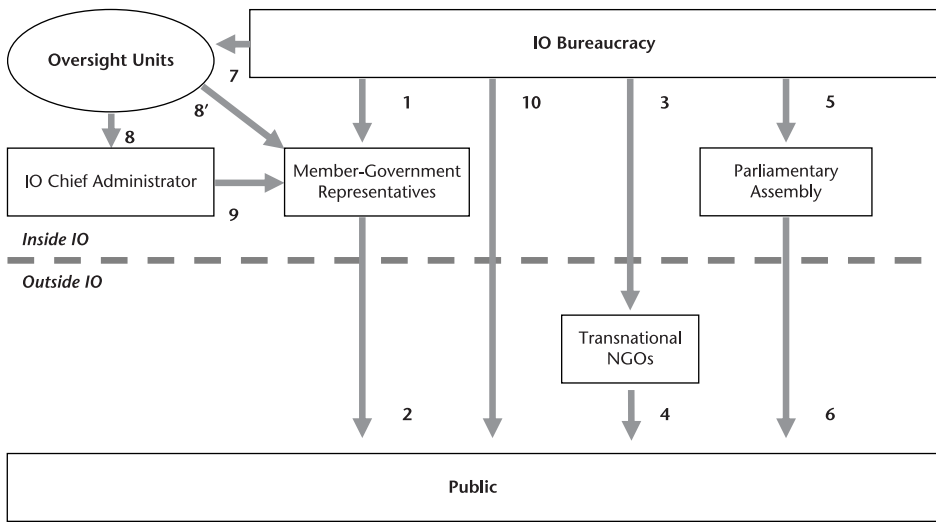 IO Bureaucracy
Oversight Units
7
8′
1
10
3
5
8
IO Chief Administrator
Member-Government
Representatives
Parliamentary
Assembly
9
Inside IO
Outside IO
Transnational
NGOs
2
4
6
Public